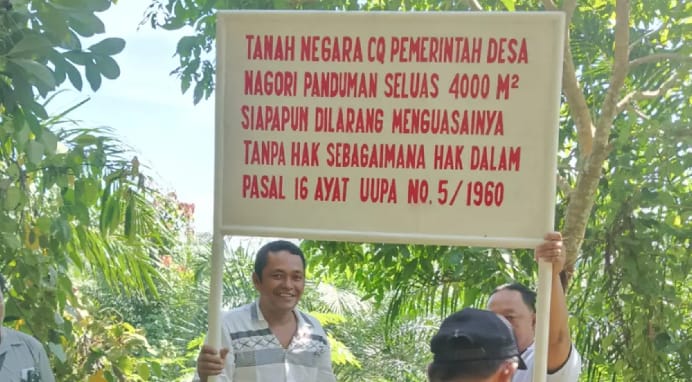 TANAH NEGARA CQ PEMERINTAH DESA
NAGORI PANDUMAN SELUAS 4000 M²
SIAPAPUN DILARANG MENGUASAINYA
TANPA HAK SEBAGAIMANA HAK DALAM
PASAL 16 AYAT UUPA NO.5/1960